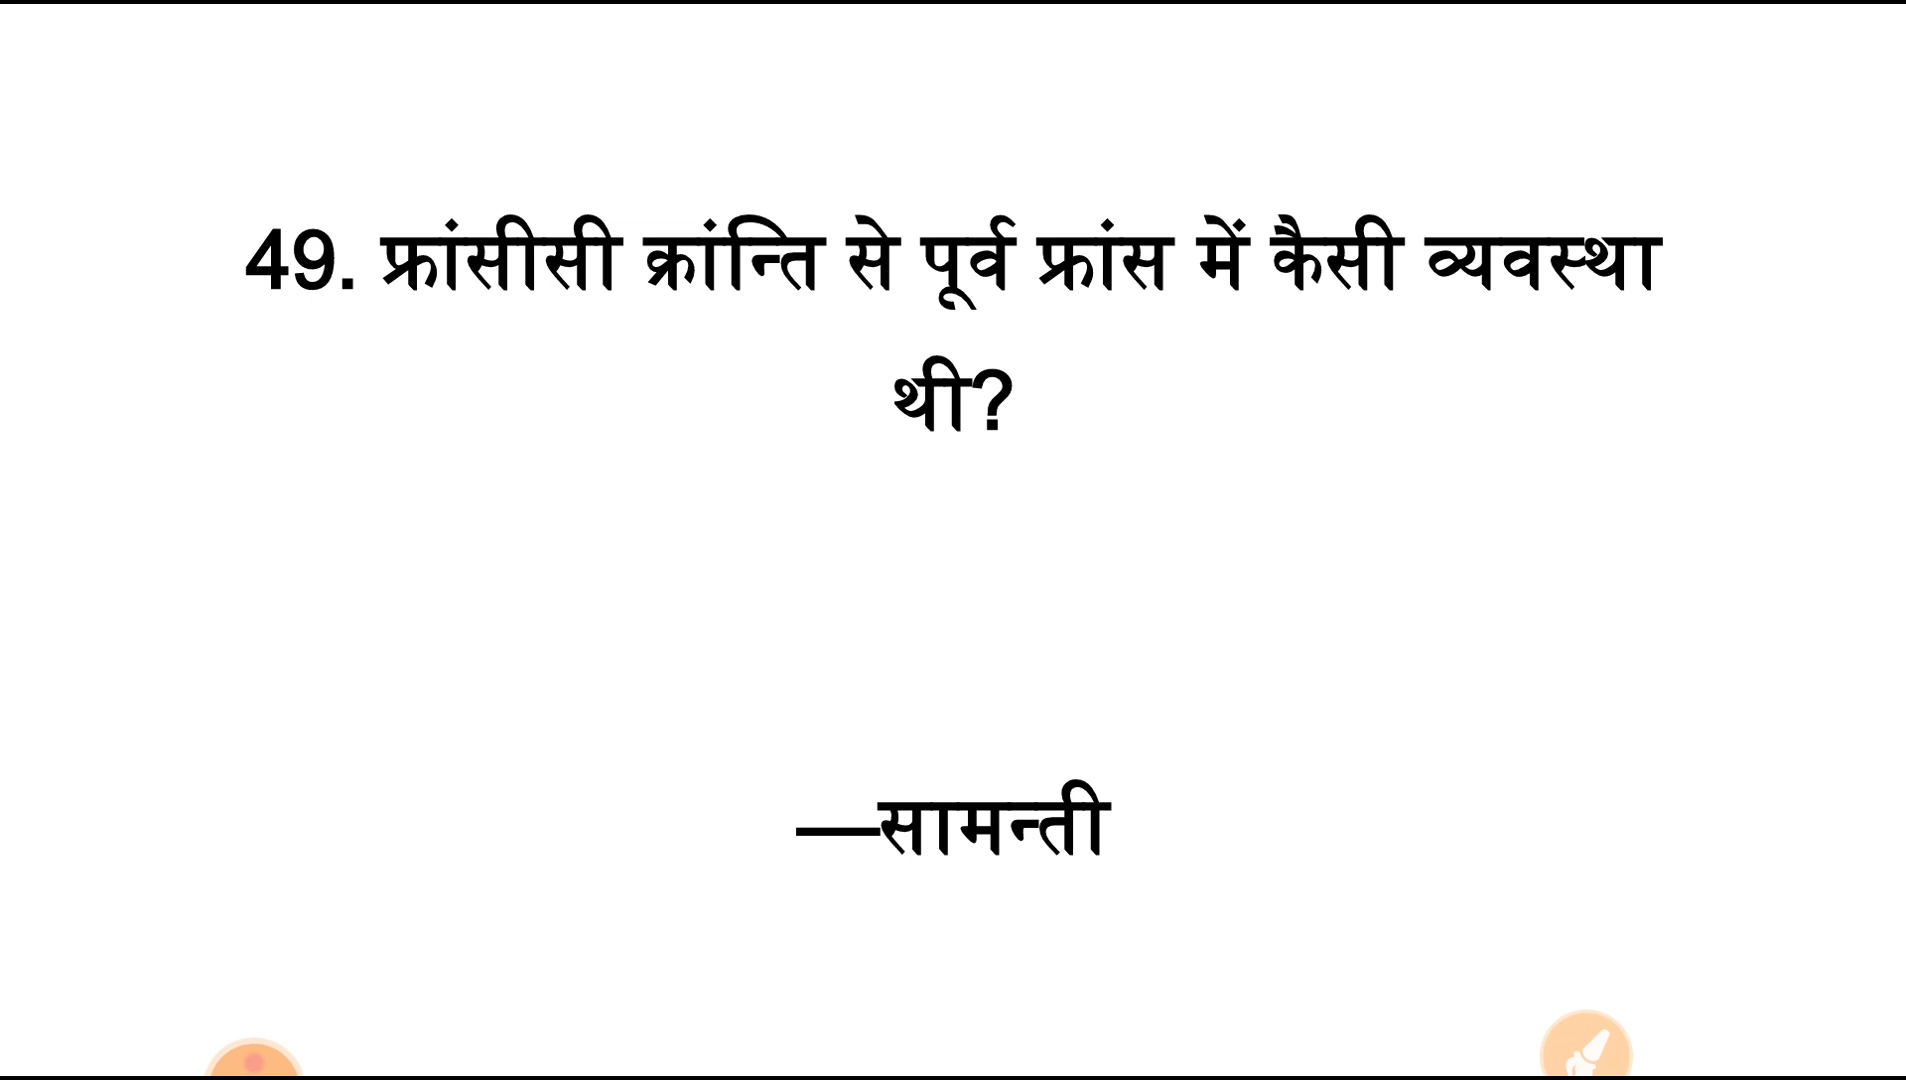 49. फ्रांसीसी क्रांन्ति से पूर्व फ्रांस में कैसी व्यवस्था
थी?
—सामन्ती